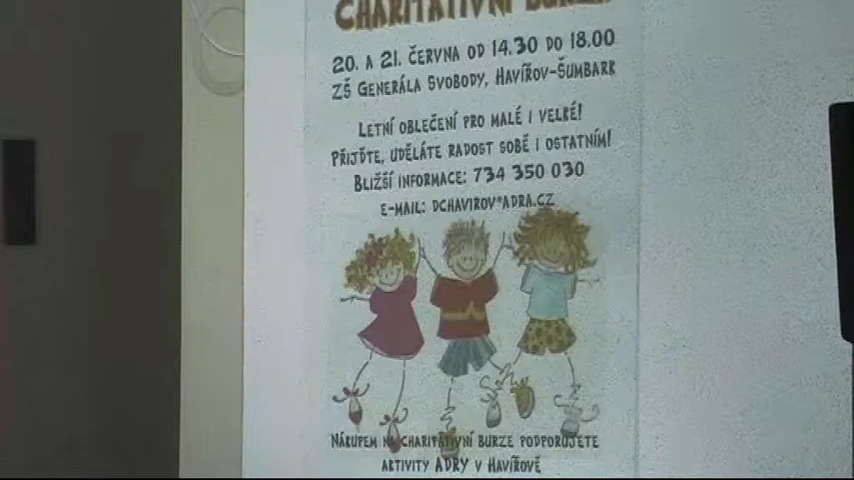 CHARITATIVNÍ BURZA
20. A 21. ČERVNA OD 14.30 DO 18.00
ZŠ GENERÁLA SVOBODY, HAVÍŘOV-ŠUMBARK
LETNÍ OBLEČENÍ PRO MALÉ I VELKÉ!
PŘIJĎTE, UDĚLÁTE RADOST SOBĚ I OSTATNÍM!
BLIŽŠÍ INFORMACE: 734 350 030
E-MAIL: DCHAVIROV*ADRA.CZ
NÁKUPEM NA CHARITATIVNÍ BURZE PODPORUJETE
AKTIVITY ADRY V HAVÍŘOVĚ